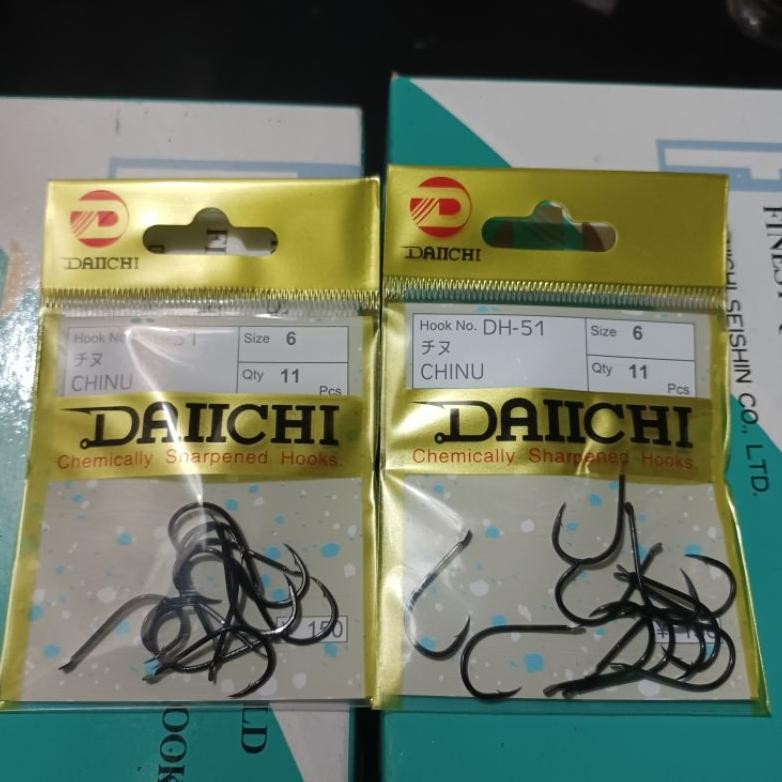 DAIICHI
Hook No.
チヌ
CHINU
Size 6
Qty 11 Pcs
DAIICHI
Chemically Sharpened Hooks.
150
DAIICHI
Hook No. DH-51
チヌ
CHINU
Size 6
Qty 11 Pcs
DAIICHI
Chemically Sharpened Hooks.
SEISHIN CO., LTD.